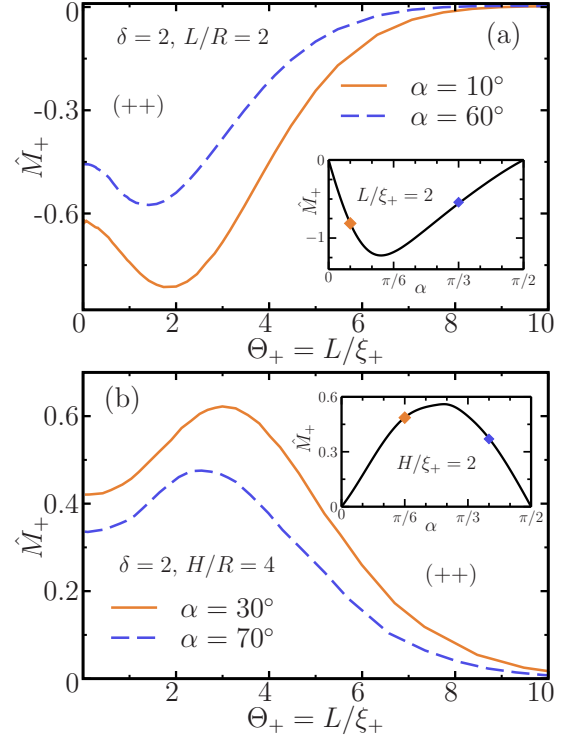 0
-0.3
-0.6
M̂₊
δ = 2, L/R = 2
(a)
(++)
α = 10°
α = 60°
0
−1
M̂₊
L/ξ₊ = 2
0
π/6
π/3
π/2
α
0
2
4
6
8
10
Θ₊ = L/ξ₊
(b)
0.6
0.4
0.2
0
M̂₊
0.6
0.3
0
M̂₊
H/ξ₊ = 2
0
π/6
π/3
π/2
α
δ = 2, H/R = 4
(++)
α = 30°
α = 70°
0
2
4
6
8
10
Θ₊ = L/ξ₊